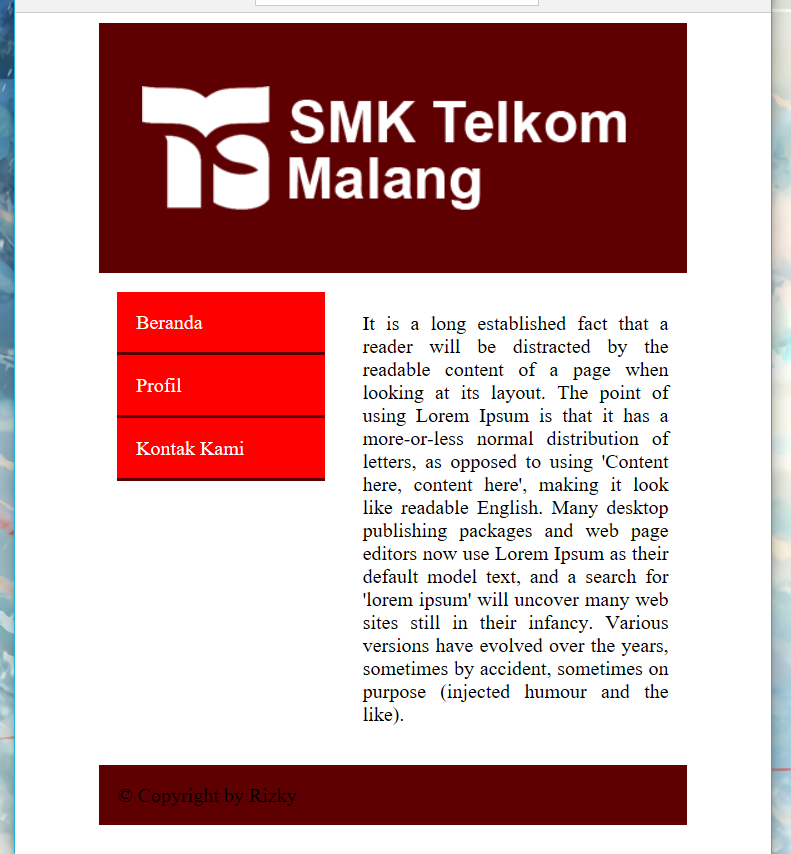 SMK Telkom
Malang
Beranda
Profil
Kontak Kami
It is a long established fact that a
reader will be distracted by the
readable content of a page when
looking at its layout. The point of
using Lorem Ipsum is that it has a
more-or-less normal distribution of
letters, as opposed to using 'Content
here, content here', making it look
like readable English. Many desktop
publishing packages and web page
editors now use Lorem Ipsum as their
default model text, and a search for
'lorem ipsum' will uncover many web
sites still in their infancy. Various
versions have evolved over the years,
sometimes by accident, sometimes on
purpose (injected humour and the
like).
© Copyright by Rizky